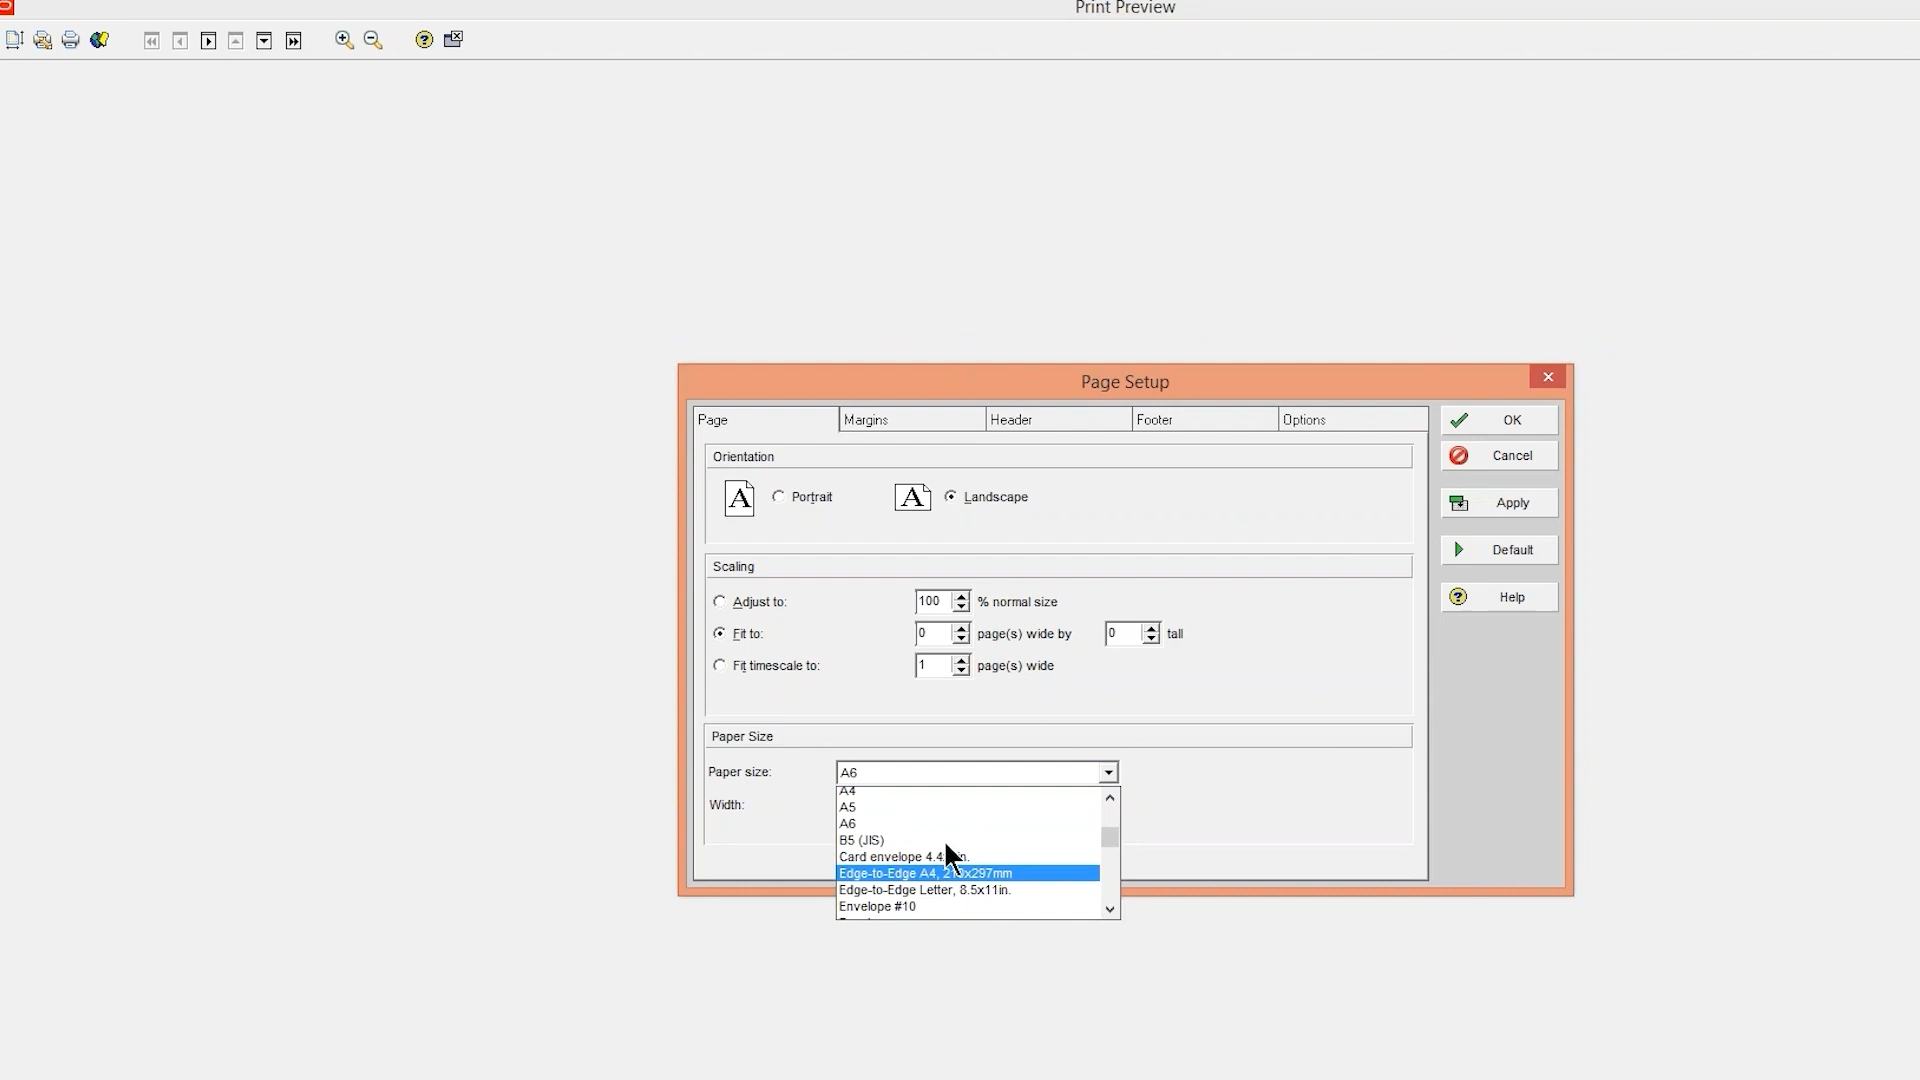 Print Preview
Page Setup
Page Margins Header Footer Options
OK
Cancel
Apply
Default
Help
Orientation
A Portrait A Landscape
Scaling
Adjust to: 100 % normal size
Fit to: 0 page(s) wide by 0 tall
Fit timescale to: 1 page(s) wide
Paper Size
Paper size: A6
Width:
A4
A5
A6
B5 (JIS)
Card envelope in.
Edge-to-Edge A4,
Edge-to-Edge Letter, 8.5x11in.
Envelope #10